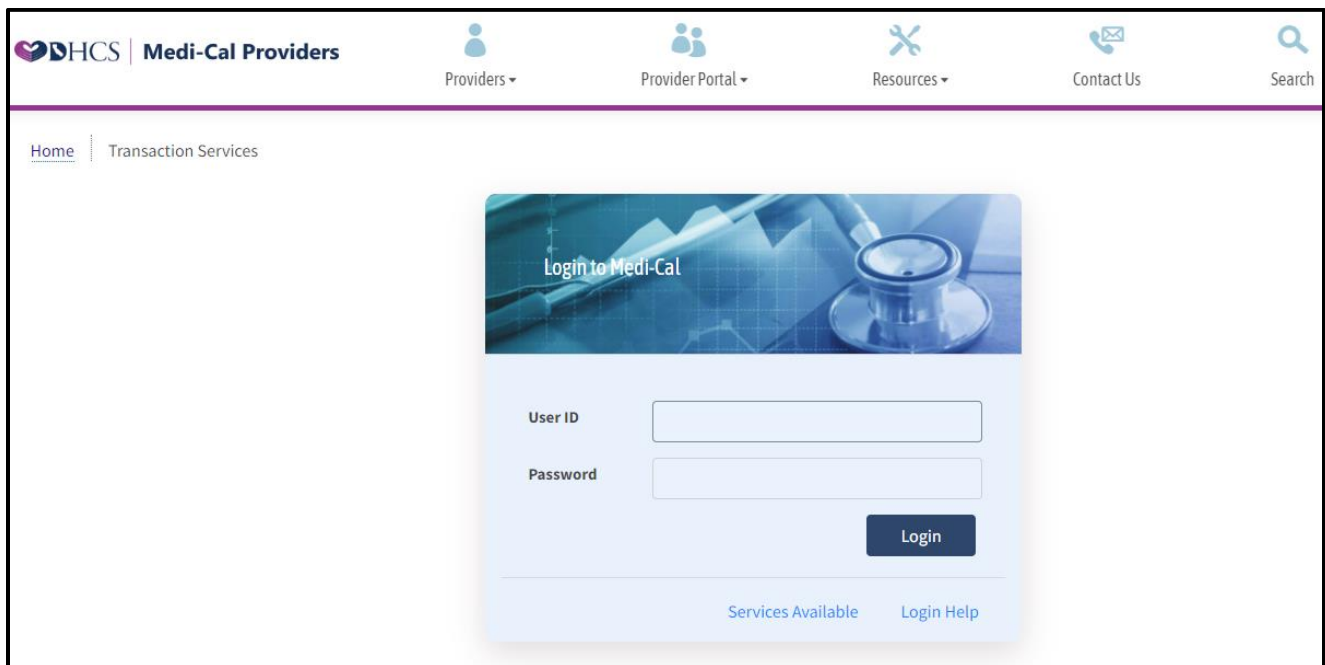 DHCS | Medi-Cal Providers
Providers Provider Portal Resources Contact Us Search
Home Transaction Services
Login to Medi-Cal
User ID
Password
Login
Services Available Login Help